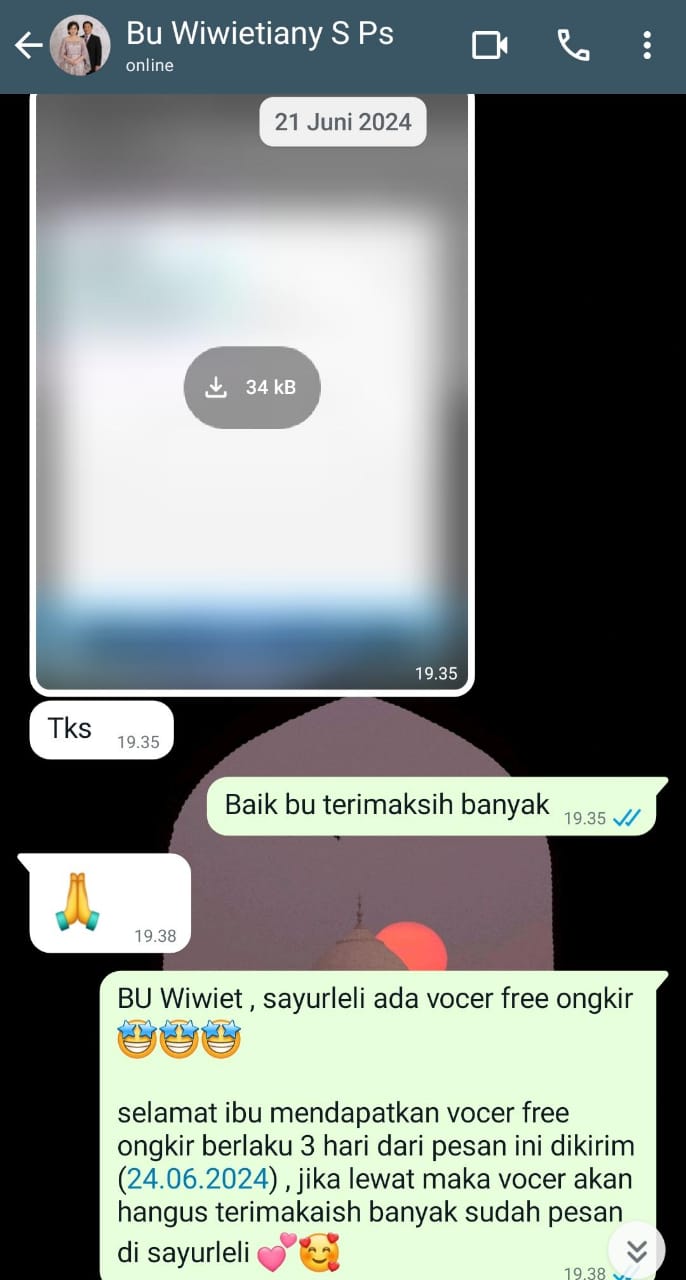 Bu Wiwietiany S Ps
online
21 Juni 2024
34 kB
19.35
Tks 19.35
Baik bu terimaksih banyak 19.35
🙏 19.38
BU Wiwiet , sayurleli ada vocer free ongkir
🤩🤩🤩
selamat ibu mendapatkan vocer free
ongkir berlaku 3 hari dari pesan ini dikirim
(24.06.2024) , jika lewat maka vocer akan
hangus terimakaish banyak sudah pesan
di sayurleli 💕🥰
19.38